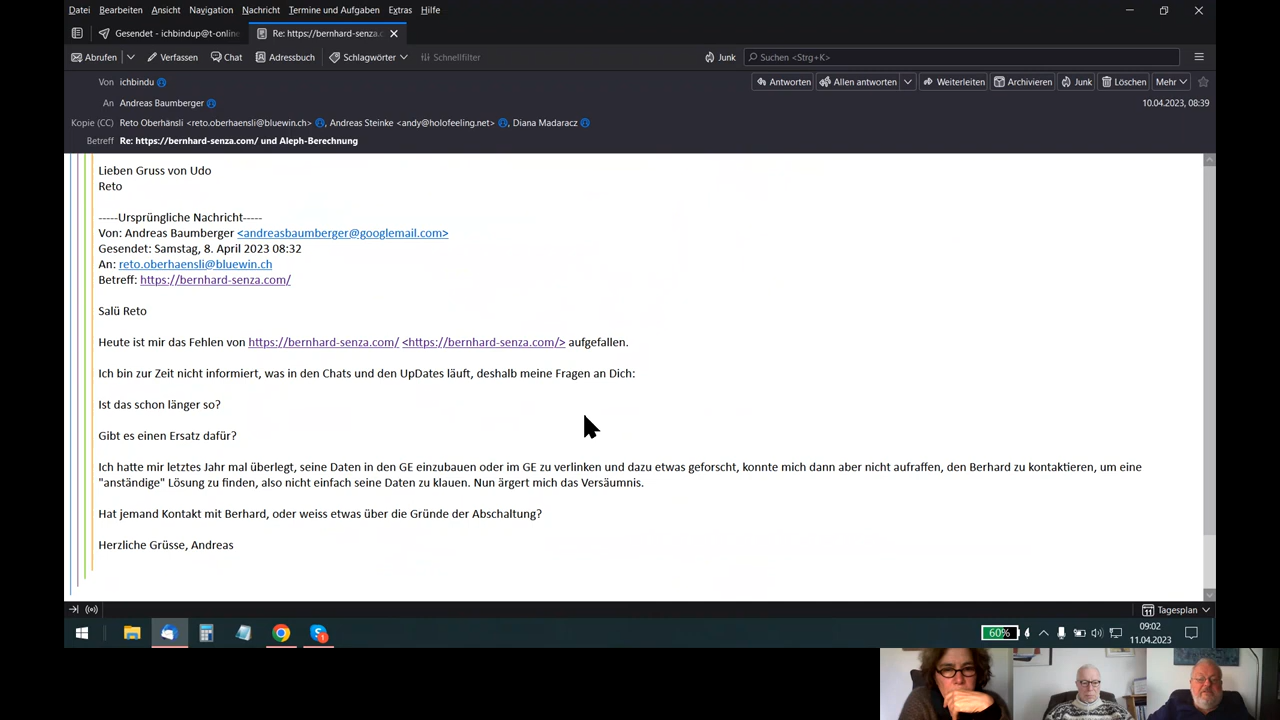 Datei Bearbeiten Ansicht Navigation Nachricht Termine und Aufgaben Extras Hilfe
Gesendet - ichbindup@t-online Re: https://bernhard-senza.c
Abrufen Verfassen Chat Adressbuch Schlagwörter Schnellfilter Junk Suchen <Strg+K>
Von ichbindu Antworten Allen antworten Weiterleiten Archivieren Junk Löschen Mehr
An Andreas Baumberger 10.04.2023, 08:39
Kopie (CC) Reto Oberhänsli <reto.oberhaensli@bluewin.ch> , Andreas Steinke <andy@holofeeling.net> , Diana Madaracz
Betreff Re: https://bernhard-senza.com/ und Aleph-Berechnung
Lieben Gruss von Udo
Reto
-----Ursprüngliche Nachricht-----
Von: Andreas Baumberger <andreasbaumberger@googlemail.com>
Gesendet: Samstag, 8. April 2023 08:32
An: reto.oberhaensli@bluewin.ch
Betreff: https://bernhard-senza.com/
Salü Reto
Heute ist mir das Fehlen von https://bernhard-senza.com/ <https://bernhard-senza.com/> aufgefallen.
Ich bin zur Zeit nicht informiert, was in den Chats und den UpDates läuft, deshalb meine Fragen an Dich:
Ist das schon länger so?
Gibt es einen Ersatz dafür?
Ich hatte mir letztes Jahr mal überlegt, seine Daten in den GE einzubauen oder im GE zu verlinken und dazu etwas geforscht, konnte mich dann aber nicht aufraffen, den Berhard zu kontaktieren, um eine
"anständige" Lösung zu finden, also nicht einfach seine Daten zu klauen. Nun ärgert mich das Versäumnis.
Hat jemand Kontakt mit Berhard, oder weiss etwas über die Gründe der Abschaltung?
Herzliche Grüsse, Andreas
11 Tagesplan
60% 09:02
11.04.2023